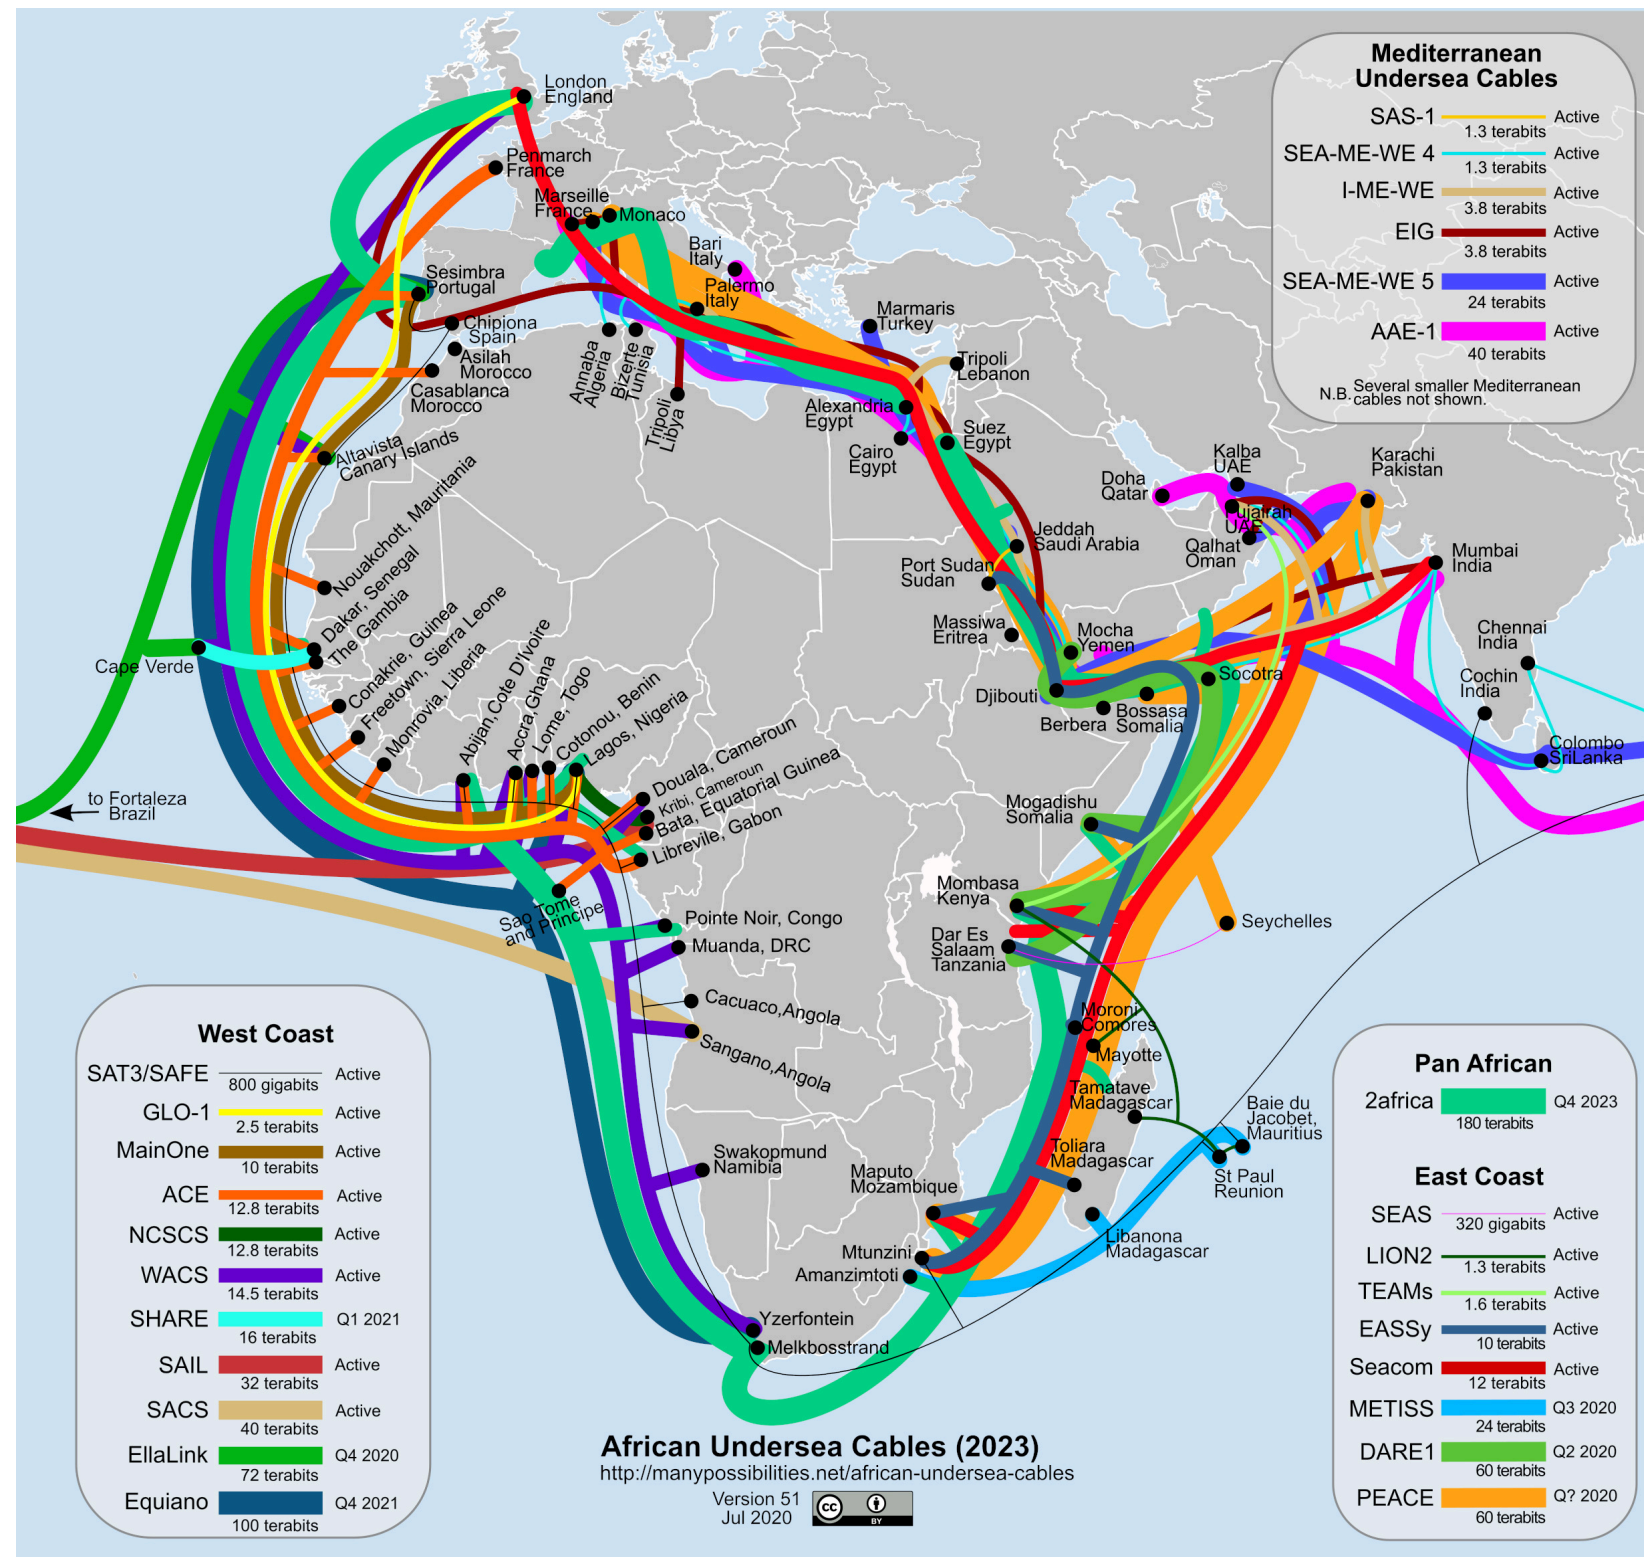 London
England
Penmarch
France
Marseille
France
Monaco
Bari
Italy
Palermo
Italy
Sesimbra
Portugal
Chipiona
Spain
Asilah
Morocco
Casablanca
Morocco
Annaba
Algeria
Bizerte
Tunisia
Tripoli
Libya
Marmaris
Turkey
Tripoli
Lebanon
Alexandria
Egypt
Cairo
Egypt
Suez
Egypt
Altavista
Canary Islands
Doha
Qatar
Kalba
UAE
Fujairah
UAE
Qalhat
Oman
Karachi
Pakistan
Jeddah
Saudi Arabia
Port Sudan
Sudan
Massiwa
Eritrea
Mocha
Yemen
Mumbai
India
Chennai
India
Cochin
India
Colombo
SriLanka
Djibouti
Berbera
Bossasa
Somalia
Socotra
Nouakchott, Mauritania
Dakar, Senegal
The Gambia
Cape Verde
Conakrie, Guinea
Freetown, Sierra Leone
Monrovia, Liberia
Abijan,Cote D'Ivoire
Accra,Ghana
Lome, Togo
Cotonou, Benin
Lagos, Nigeria
Douala, Cameroun
Kribi, Cameroun
Bata, Equatorial Guinea
Librevile, Gabon
to Fortaleza
Brazil
Sao Tome
and Principe
Pointe Noir, Congo
Muanda, DRC
Cacuaco,Angola
Sangano,Angola
Swakopmund
Namibia
Yzerfontein
Melkbosstrand
Mogadishu
Somalia
Mombasa
Kenya
Dar Es
Salaam
Tanzania
Seychelles
Moroni
Comores
Mayotte
Tamatave
Madagascar
Toliara
Madagascar
Baie du
Jacobet,
Mauritius
St Paul
Reunion
Libanona
Madagascar
Maputo
Mozambique
Mtunzini
Amanzimtoti
Mediterranean
Undersea Cables
SAS-1 Active
1.3 terabits
SEA-ME-WE 4 Active
1.3 terabits
I-ME-WE Active
3.8 terabits
EIG Active
3.8 terabits
SEA-ME-WE 5 Active
24 terabits
AAE-1 Active
40 terabits
N.B. Several smaller Mediterranean
cables not shown.
West Coast
SAT3/SAFE Active
800 gigabits
GLO-1 Active
2.5 terabits
MainOne Active
10 terabits
ACE Active
12.8 terabits
NCSCS Active
12.8 terabits
WACS Active
14.5 terabits
SHARE Q1 2021
16 terabits
SAIL Active
32 terabits
SACS Active
40 terabits
EllaLink Q4 2020
72 terabits
Equiano Q4 2021
100 terabits
Pan African
2africa Q4 2023
180 terabits
East Coast
SEAS Active
320 gigabits
LION2 Active
1.3 terabits
TEAMs Active
1.6 terabits
EASSy Active
10 terabits
Seacom Active
12 terabits
METISS Q3 2020
24 terabits
DARE1 Q2 2020
60 terabits
PEACE Q? 2020
60 terabits
African Undersea Cables (2023)
http://manypossibilities.net/african-undersea-cables
Version 51
Jul 2020
cc
BY